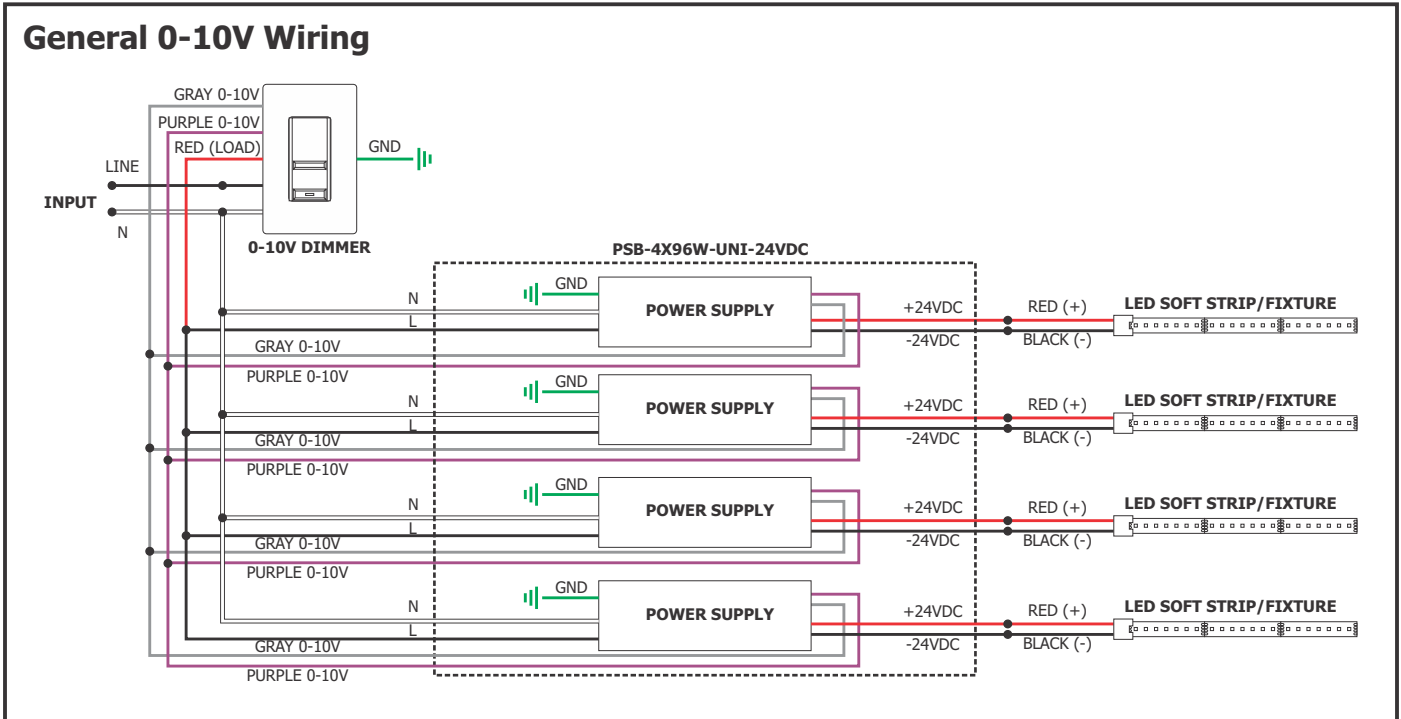 General 0-10V Wiring
GRAY 0-10V
PURPLE 0-10V
RED (LOAD)
GND
LINE
INPUT
N
0-10V DIMMER
PSB-4X96W-UNI-24VDC
N
L
GND
POWER SUPPLY
+24VDC
-24VDC
RED (+)
BLACK (-)
LED SOFT STRIP/FIXTURE
GRAY 0-10V
PURPLE 0-10V
N
L
GND
POWER SUPPLY
+24VDC
-24VDC
RED (+)
BLACK (-)
LED SOFT STRIP/FIXTURE
GRAY 0-10V
PURPLE 0-10V
N
L
GND
POWER SUPPLY
+24VDC
-24VDC
RED (+)
BLACK (-)
LED SOFT STRIP/FIXTURE
GRAY 0-10V
PURPLE 0-10V
N
L
GND
POWER SUPPLY
+24VDC
-24VDC
RED (+)
BLACK (-)
LED SOFT STRIP/FIXTURE
GRAY 0-10V
PURPLE 0-10V